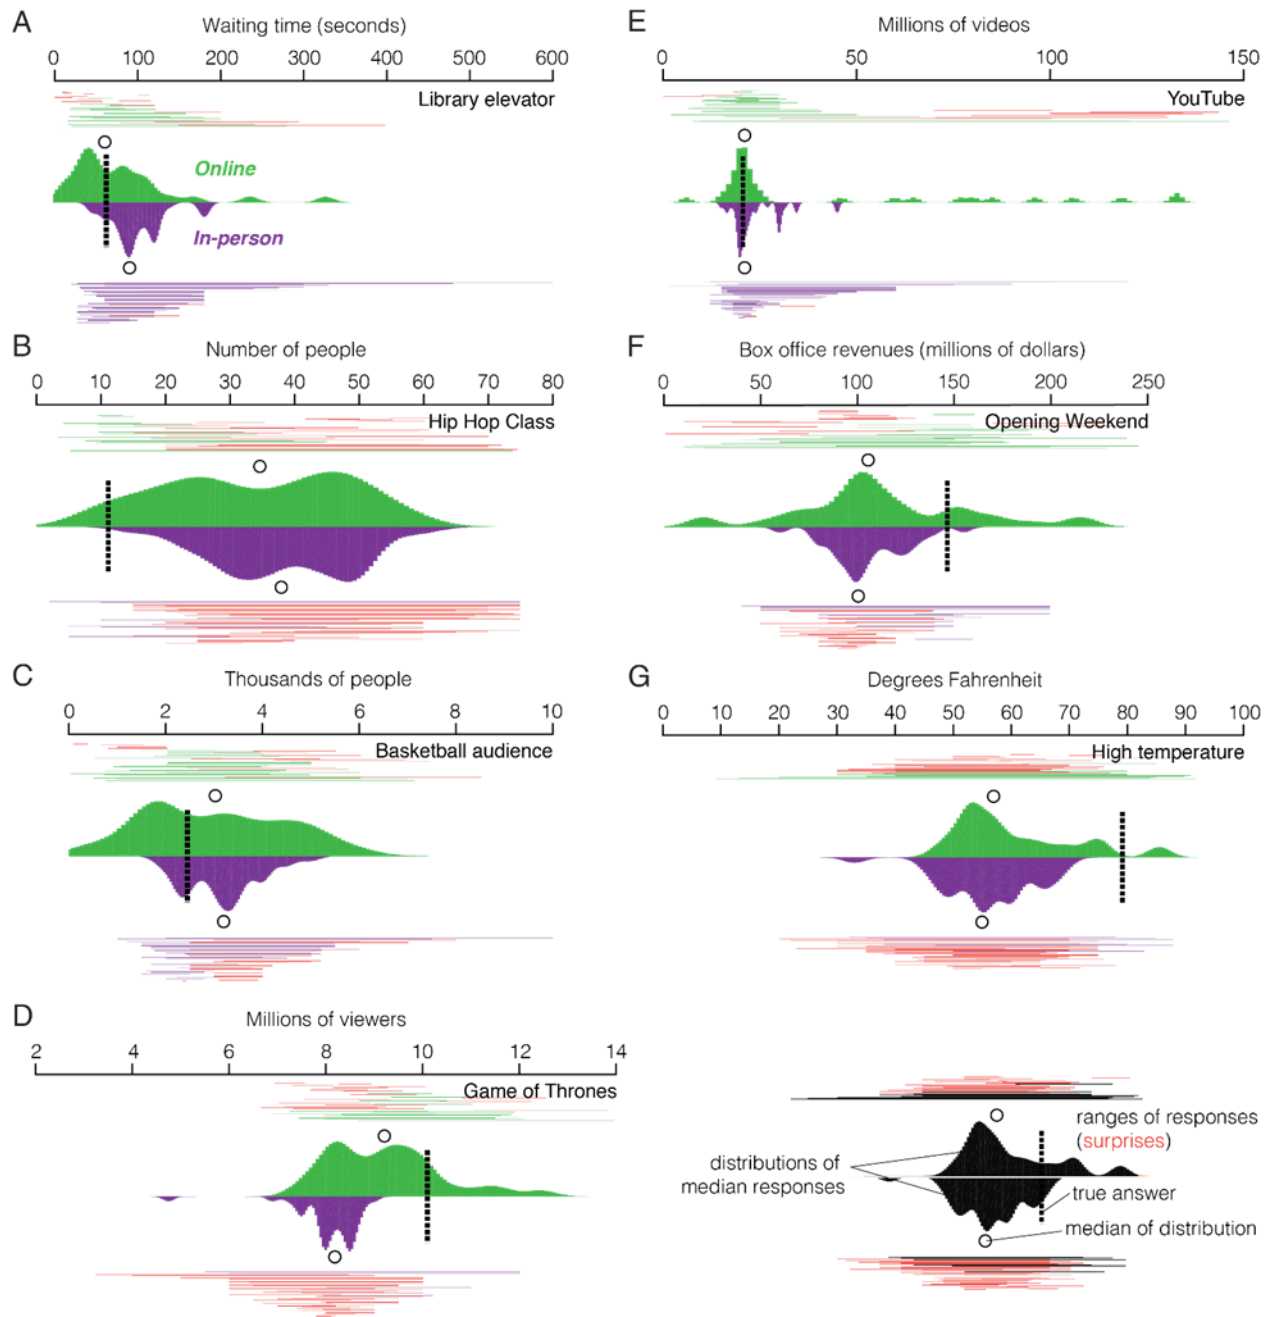 A
Waiting time (seconds)
0 100 200 300 400 500 600
Library elevator
Online
In-person
B
Number of people
0 10 20 30 40 50 60 70 80
Hip Hop Class
C
Thousands of people
0 2 4 6 8 10
Basketball audience
D
Millions of viewers
2 4 6 8 10 12 14
Game of Thrones
E
Millions of videos
0 50 100 150
YouTube
F
Box office revenues (millions of dollars)
0 50 100 150 200 250
Opening Weekend
G
Degrees Fahrenheit
0 10 20 30 40 50 60 70 80 90 100
High temperature
ranges of responses
(surprises)
distributions of
median responses
true answer
median of distribution